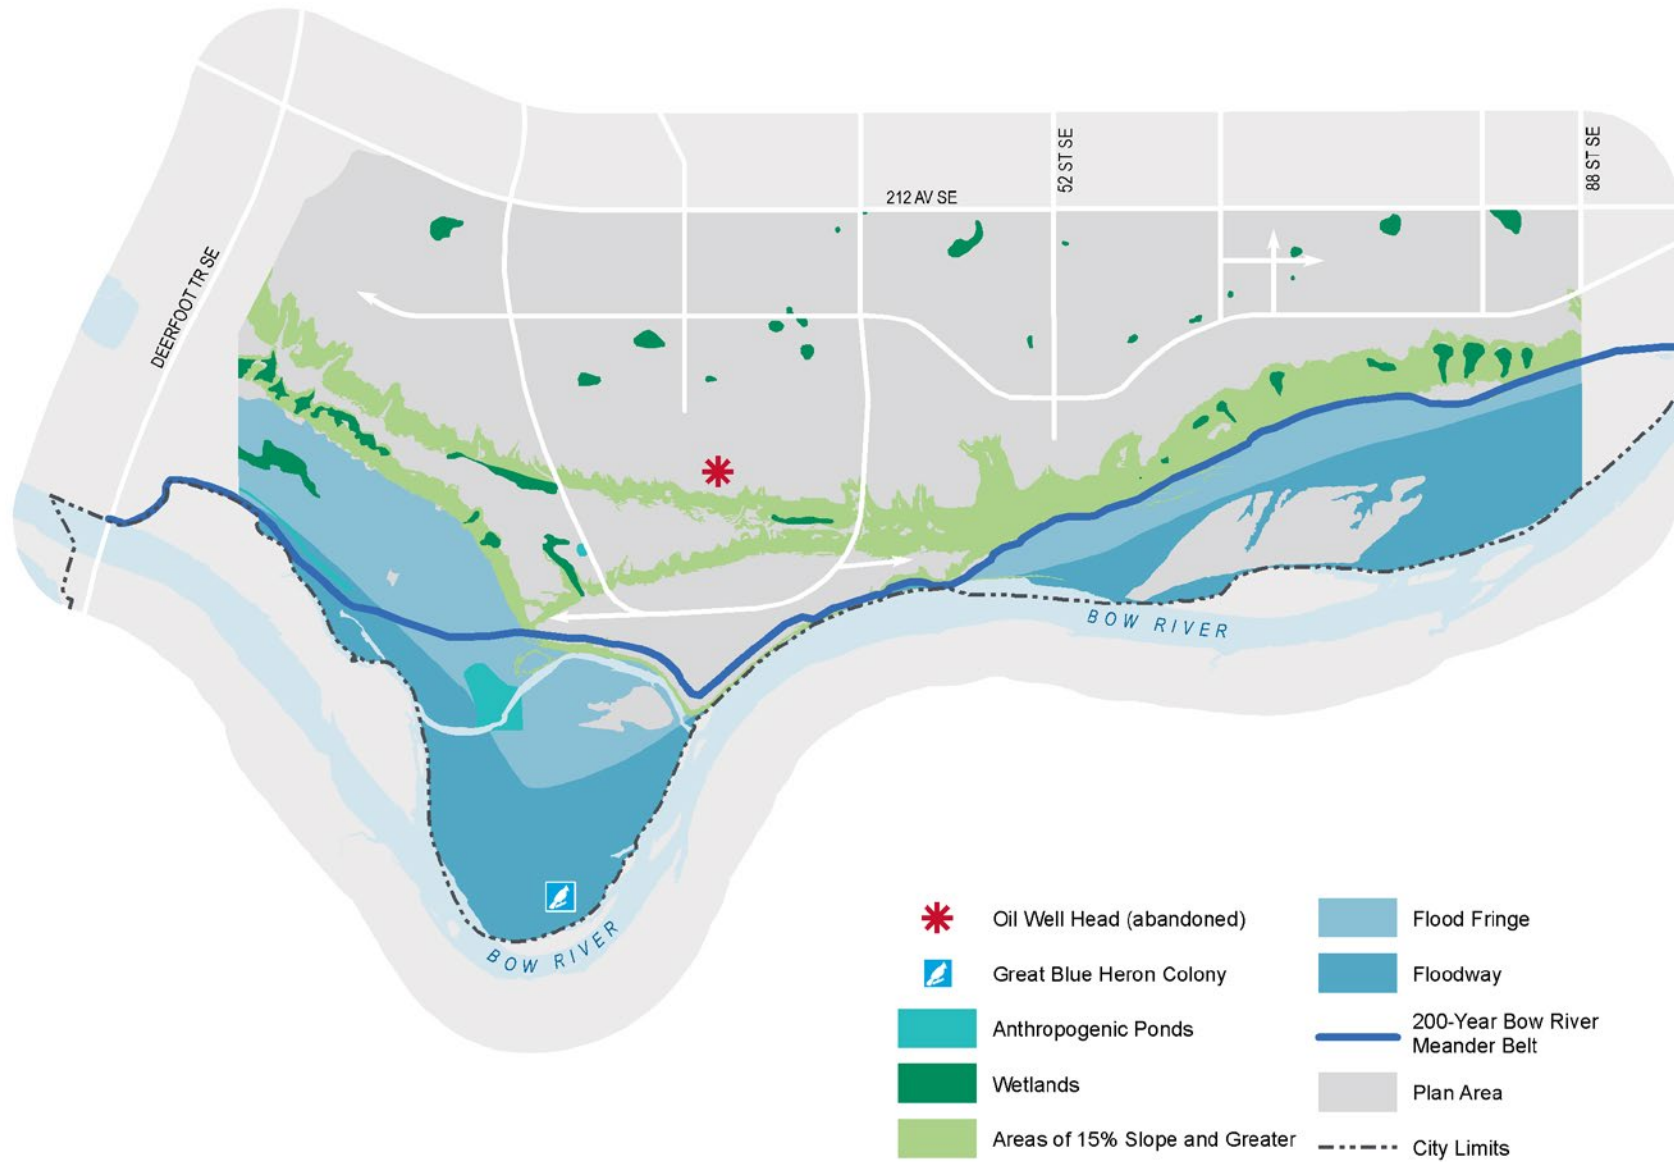 DEERFOOT TR SE
212 AV SE
52 ST SE
88 ST SE
BOW RIVER
BOW RIVER
Oil Well Head (abandoned)
Great Blue Heron Colony
Anthropogenic Ponds
Wetlands
Areas of 15% Slope and Greater
Flood Fringe
Floodway
200-Year Bow River
Meander Belt
Plan Area
City Limits